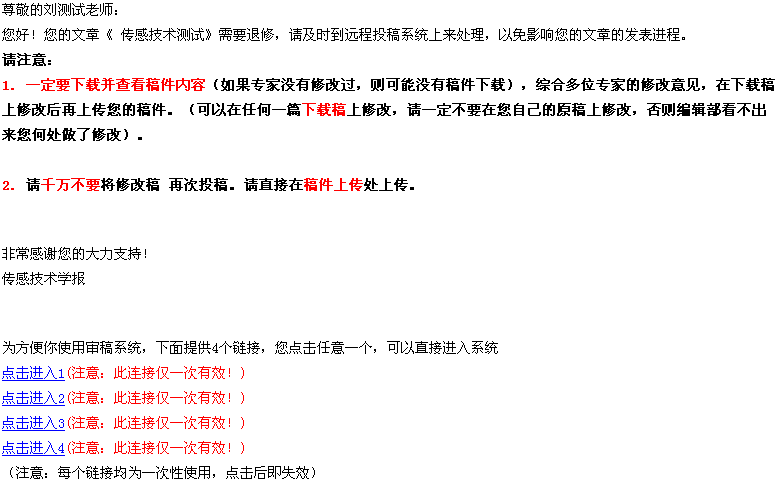 尊敬的刘测试老师:
您好! 您的文章《 传感技术测试》需要退修, 请及时到远程投稿系统上来处理, 以免影响您的文章的发表进程。
请注意:
1. 一定要下载并查看稿件内容（如果专家没有修改过, 则可能没有稿件下载）, 综合多位专家的修改意见, 在下载稿
上修改后再上传您的稿件。（可以在任何一篇下载稿上修改, 请一定不要在您自己的原稿上修改, 否则编辑部看不出
来您何处做了修改）。
2. 请千万不要将修改稿 再次投稿。请直接在稿件上传处上传。
非常感谢您的大力支持!
传感技术学报
为方便你使用审稿系统, 下面提供4个链接, 您点击任意一个, 可以直接进入系统
点击进入1(注意: 此连接仅一次有效! )
点击进入2(注意: 此连接仅一次有效! )
点击进入3(注意: 此连接仅一次有效! )
点击进入4(注意: 此连接仅一次有效! )
（注意: 每个链接均为一次性使用, 点击后即失效）